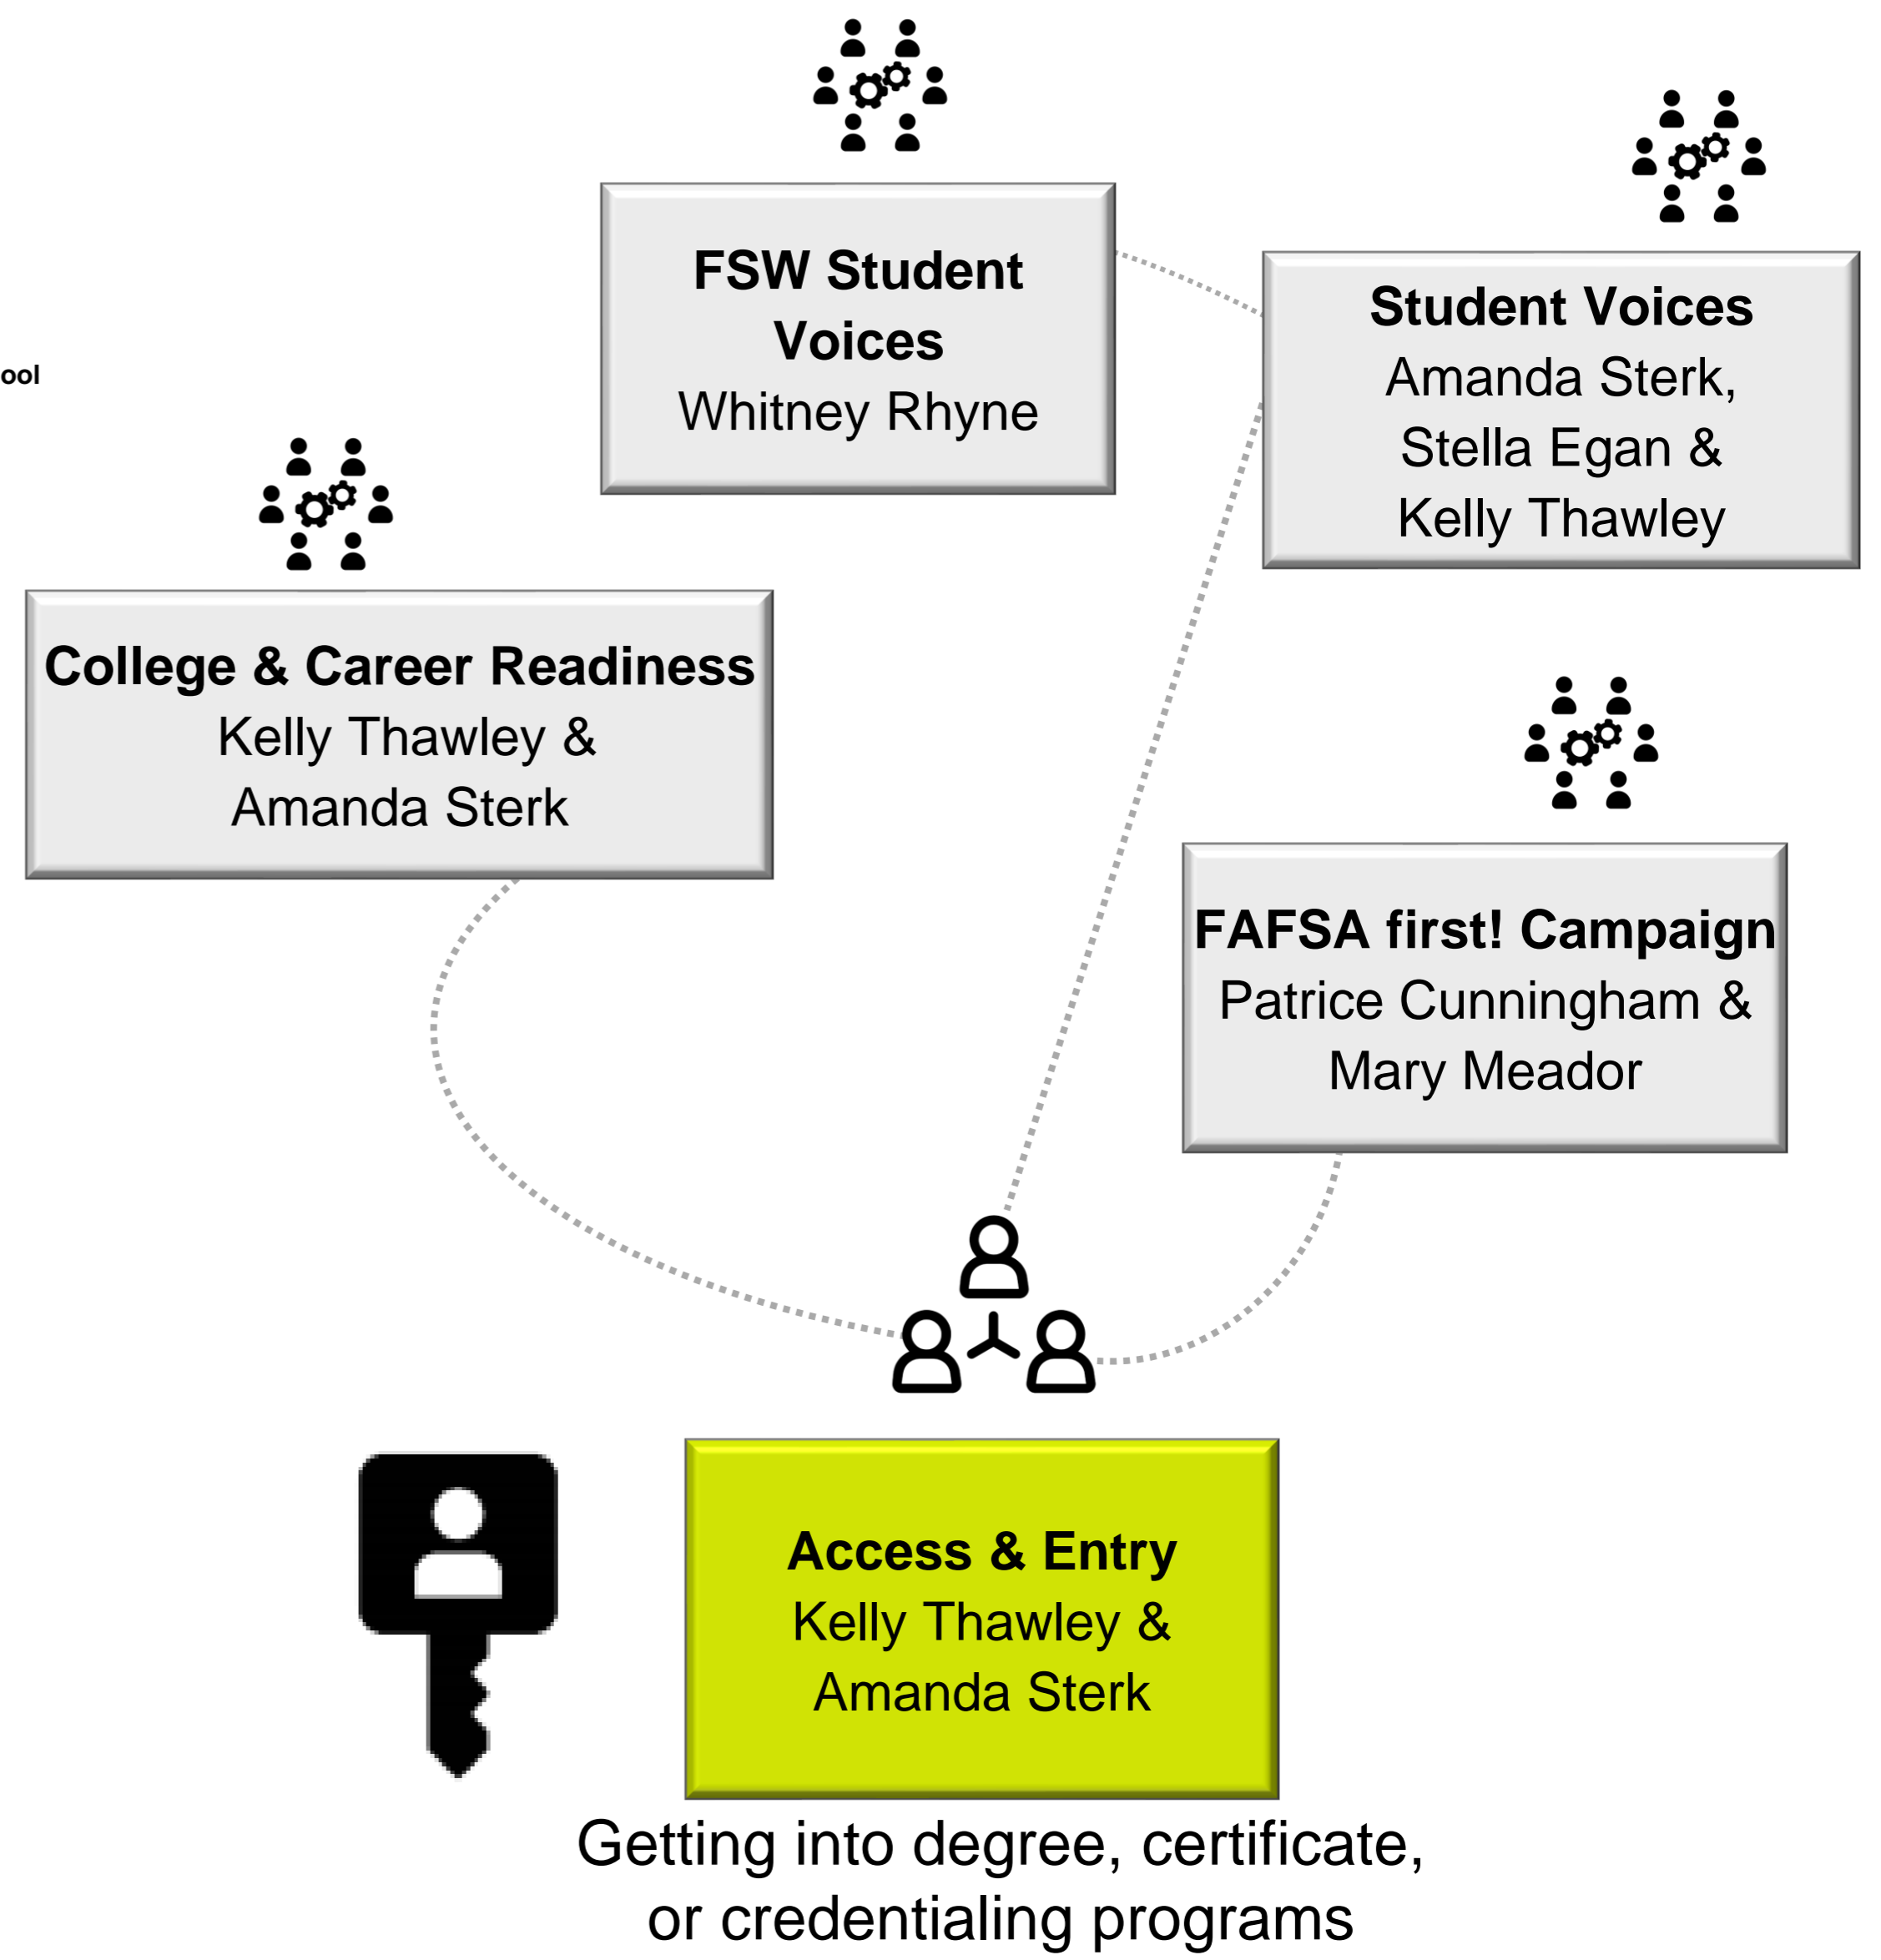 FSW Student
Voices
Whitney Rhyne
Student Voices
Amanda Sterk,
Stella Egan &
Kelly Thawley
ool
College & Career Readiness
Kelly Thawley &
Amanda Sterk
FAFSA first! Campaign
Patrice Cunningham &
Mary Meador
Access & Entry
Kelly Thawley &
Amanda Sterk
Getting into degree, certificate,
or credentialing programs